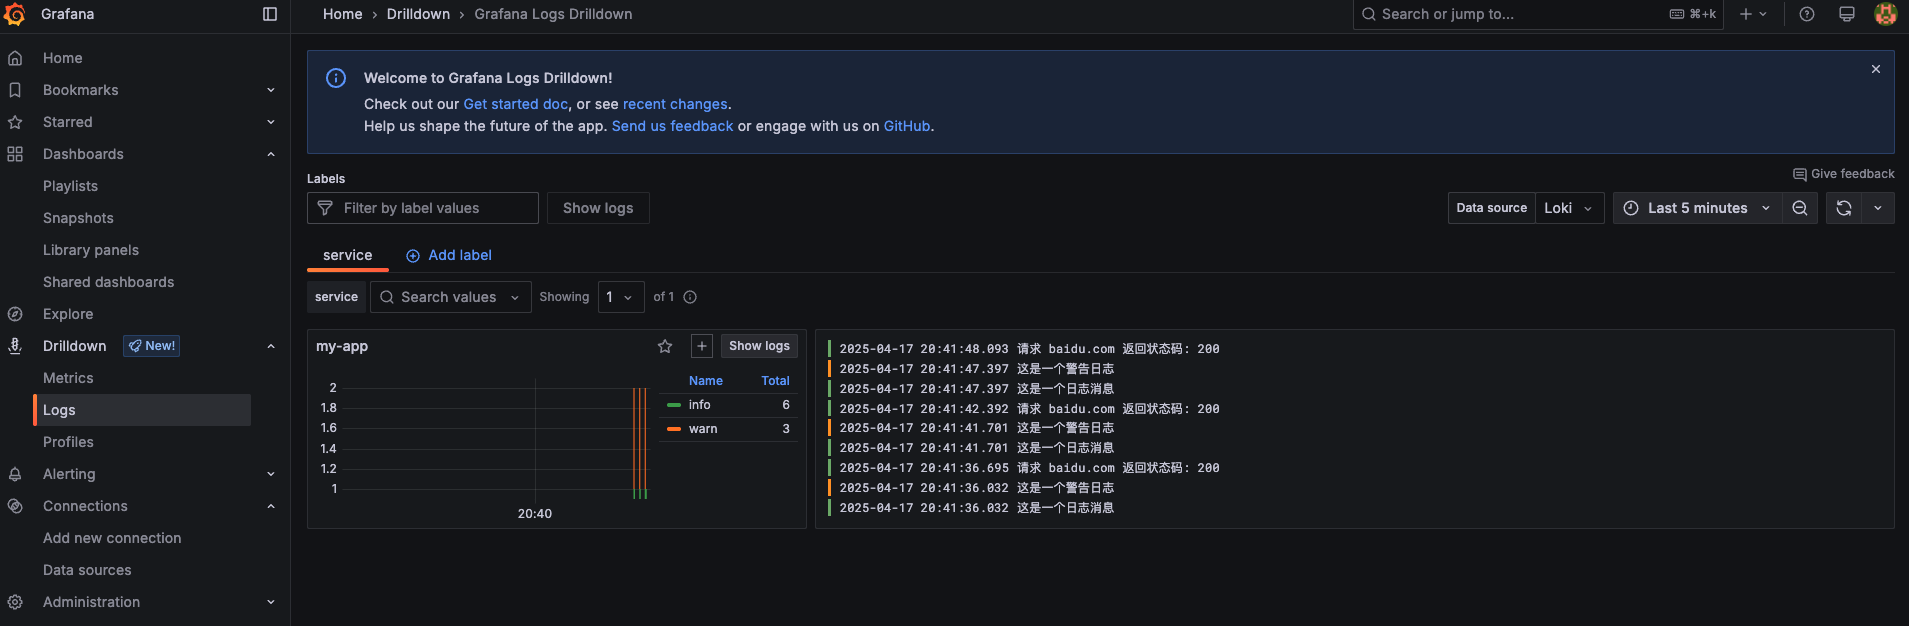 Grafana
Home › Drilldown › Grafana Logs Drilldown
Search or jump to...
⌘+k
Home
Bookmarks
Starred
Dashboards
Playlists
Snapshots
Library panels
Shared dashboards
Explore
Drilldown
New!
Metrics
Logs
Profiles
Alerting
Connections
Add new connection
Data sources
Administration
Welcome to Grafana Logs Drilldown!
Check out our Get started doc, or see recent changes.
Help us shape the future of the app. Send us feedback or engage with us on GitHub.
Give feedback
Labels
Filter by label values
Show logs
Data source
Loki
Last 5 minutes
service
Add label
service
Search values
Showing
1
of 1
my-app
Show logs
Name Total
info 6
warn 3
2
1.8
1.6
1.4
1.2
1
20:40
2025-04-17 20:41:48.093 请求 baidu.com 返回状态码: 200
2025-04-17 20:41:47.397 这是一个警告日志
2025-04-17 20:41:47.397 这是一个日志消息
2025-04-17 20:41:42.392 请求 baidu.com 返回状态码: 200
2025-04-17 20:41:41.701 这是一个警告日志
2025-04-17 20:41:41.701 这是一个日志消息
2025-04-17 20:41:36.695 请求 baidu.com 返回状态码: 200
2025-04-17 20:41:36.032 这是一个警告日志
2025-04-17 20:41:36.032 这是一个日志消息